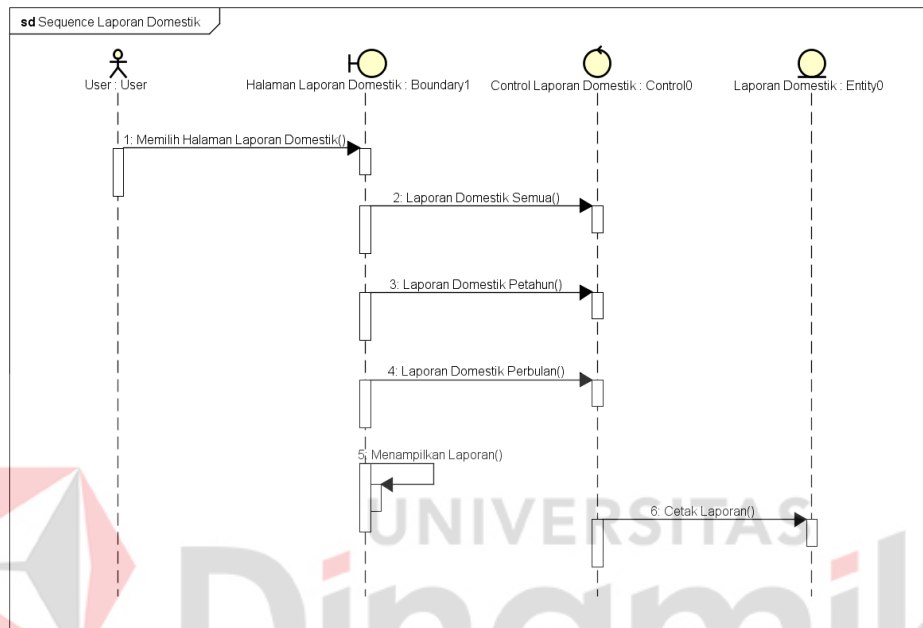 sd Sequence Laporan Domestik
User : User
Halaman Laporan Domestik : Boundary1
Control Laporan Domestik : Control0
Laporan Domestik : Entity0
1: Memilih Halaman Laporan Domestik()
2: Laporan Domestik Semua()
3: Laporan Domestik Petahun()
4: Laporan Domestik Perbulan()
5: Menampilkan Laporan()
6: Cetak Laporan()
UNIVERSITAS